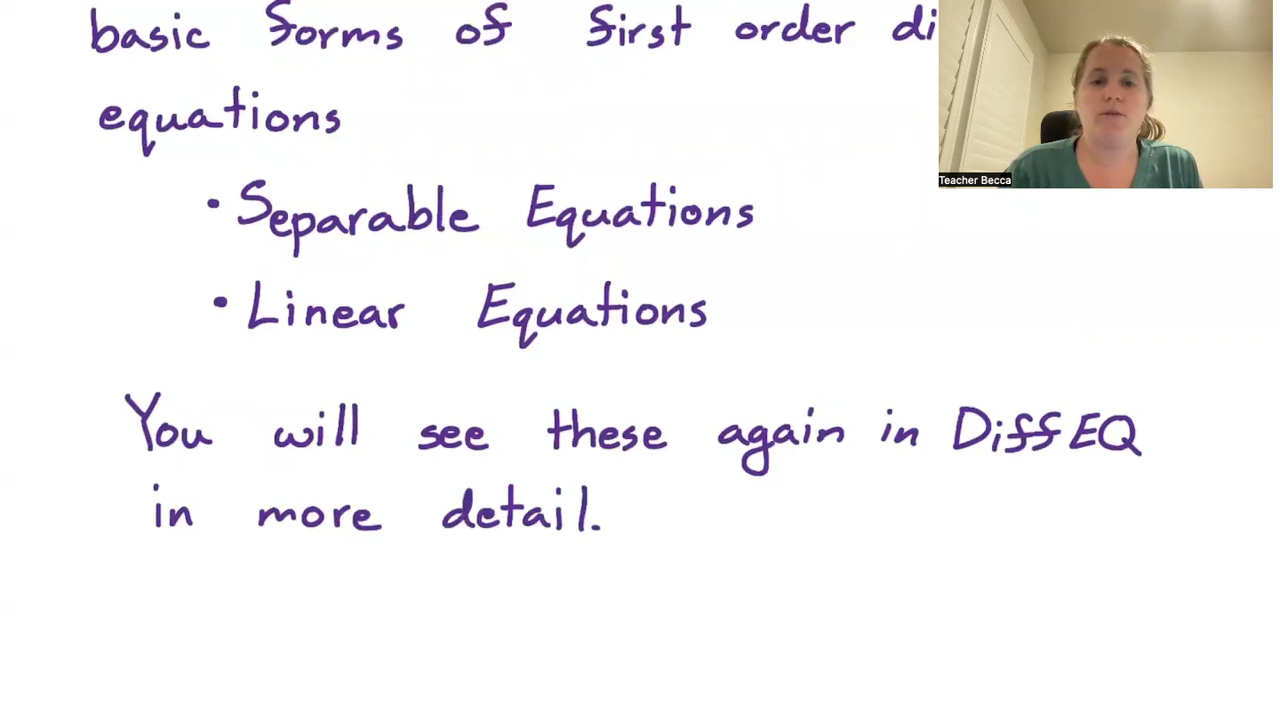 basic forms of first order di
equations
Teacher Becca
• Separable Equations
• Linear Equations
You will see these again in DiffEQ
in more detail.